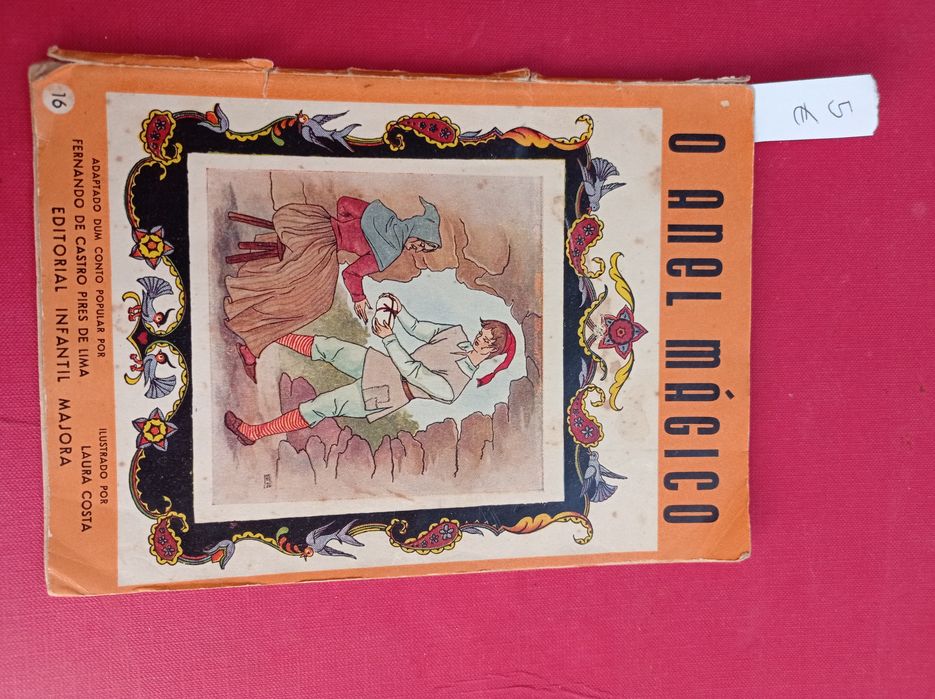 5 €
O ANEL MÁGICO
ADAPTADO DUM CONTO POPULAR POR
FERNANDO DE CASTRO PIRES DE LIMA
ILUSTRADO POR
LAURA COSTA
EDITORIAL INFANTIL MAJORA
16